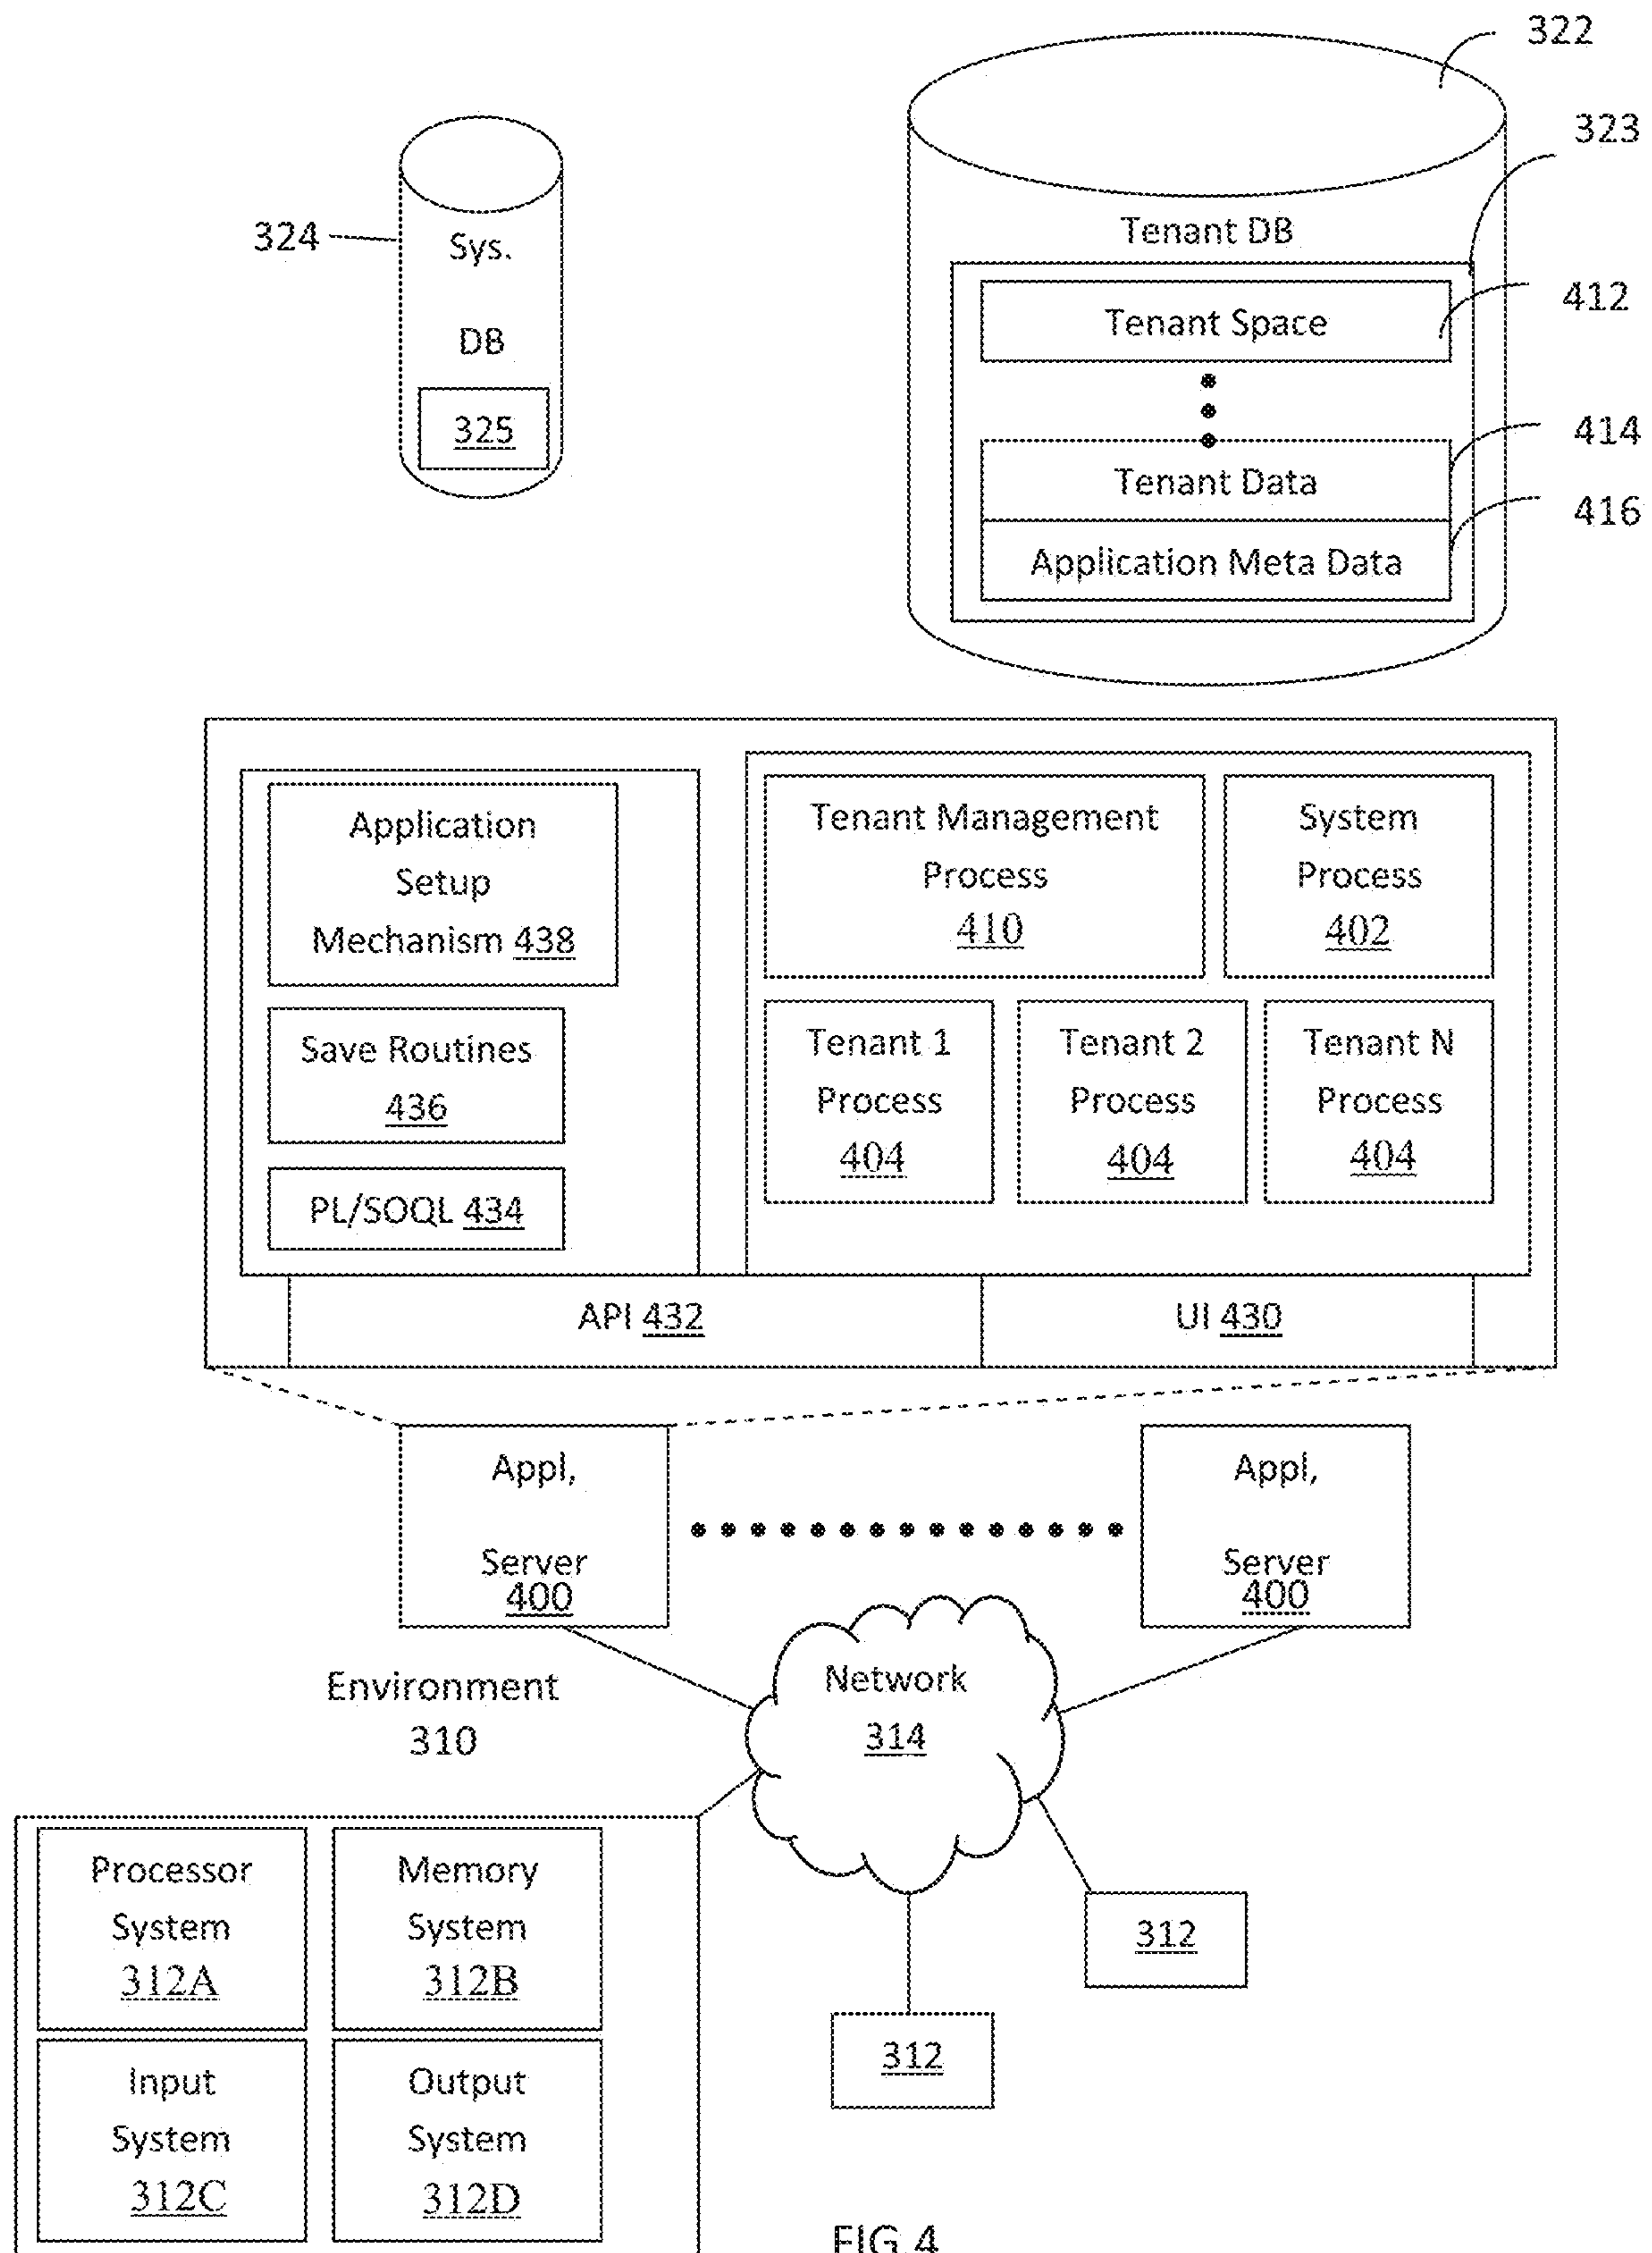 322
323
Tenant DB
324
Sys.
DB
325
412
Tenant Space
414
Tenant Data
416
Application Meta Data
Application
Setup
Mechanism 438
Save Routines
436
PL/SOQL 434
Tenant Management
Process
410
System
Process
402
Tenant 1
Process
404
Tenant 2
Process
404
Tenant N
Process
404
API 432
UI 430
Appl,
Server
400
Appl,
Server
400
Environment
310
Network
314
Processor
System
312A
Memory
System
312B
Input
System
312C
Output
System
312D
312
312
FIG.4